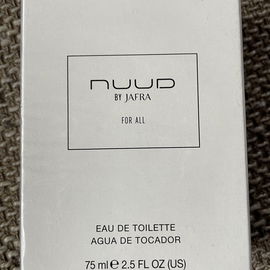 NUUD
BY JAFRA
FOR ALL
EAU DE TOILETTE
AGUA DE TOCADOR
75 ml ℮ 2.5 FL OZ (US)